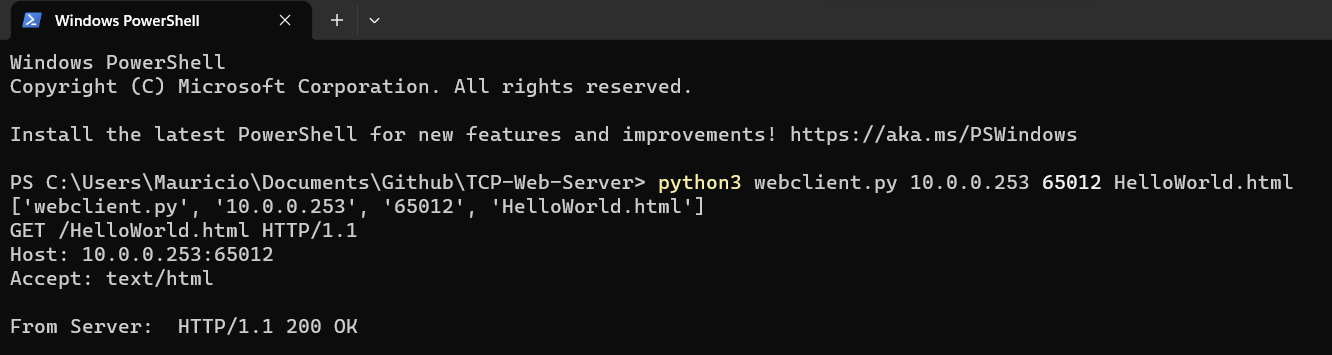 Windows PowerShell
Windows PowerShell
Copyright (C) Microsoft Corporation. All rights reserved.
Install the latest PowerShell for new features and improvements! https://aka.ms/PSWindows
PS C:\Users\Mauricio\Documents\Github\TCP-Web-Server> python3 webclient.py 10.0.0.253 65012 HelloWorld.html
['webclient.py', '10.0.0.253', '65012', 'HelloWorld.html']
GET /HelloWorld.html HTTP/1.1
Host: 10.0.0.253:65012
Accept: text/html
From Server:  HTTP/1.1 200 OK